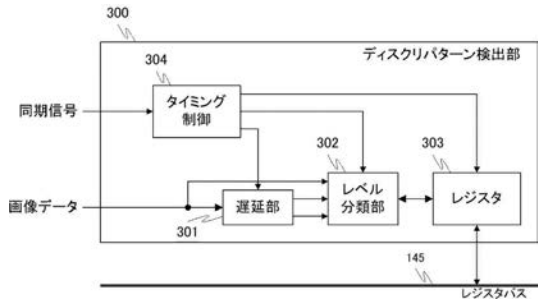 300
ディスクリパターン検出部
304
同期信号
タイミング
制御
302
303
画像データ
301
遅延部
レベル
分類部
レジスタ
145
レジスタバス